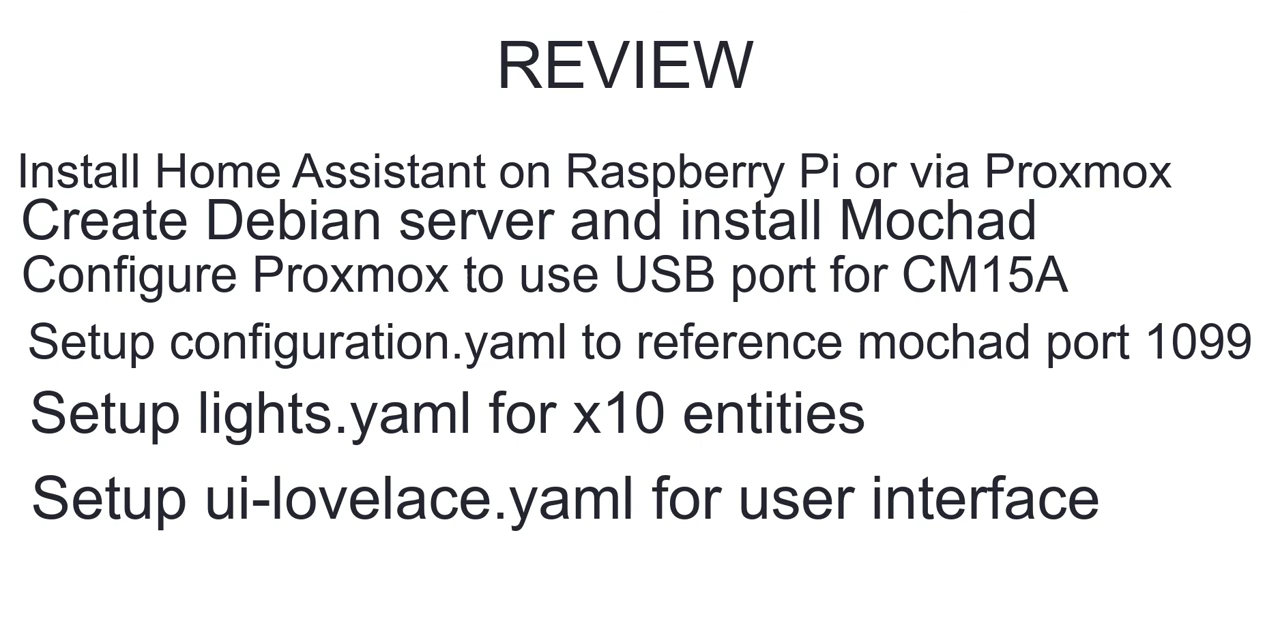 REVIEW
Install Home Assistant on Raspberry Pi or via Proxmox
Create Debian server and install Mochad
Configure Proxmox to use USB port for CM15A
Setup configuration.yaml to reference mochad port 1099
Setup lights.yaml for x10 entities
Setup ui-lovelace.yaml for user interface